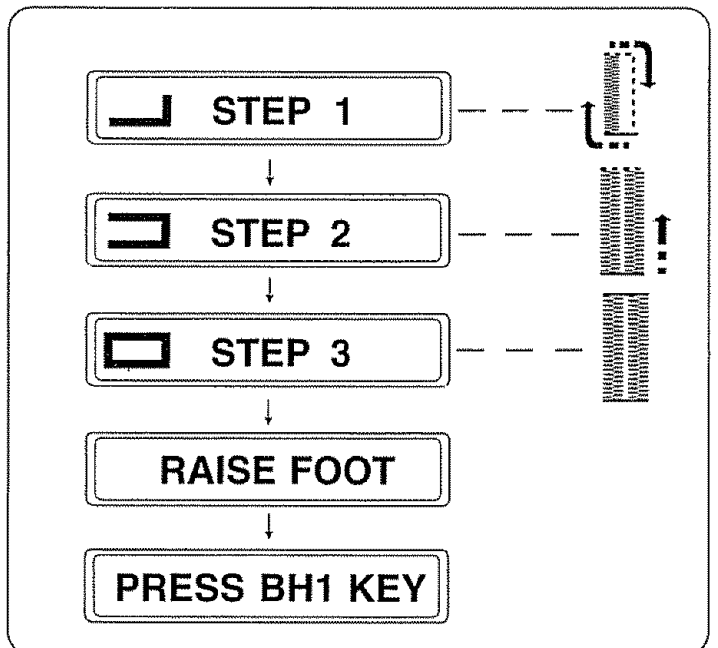 STEP 1
STEP 2
STEP 3
RAISE FOOT
PRESS BH1 KEY